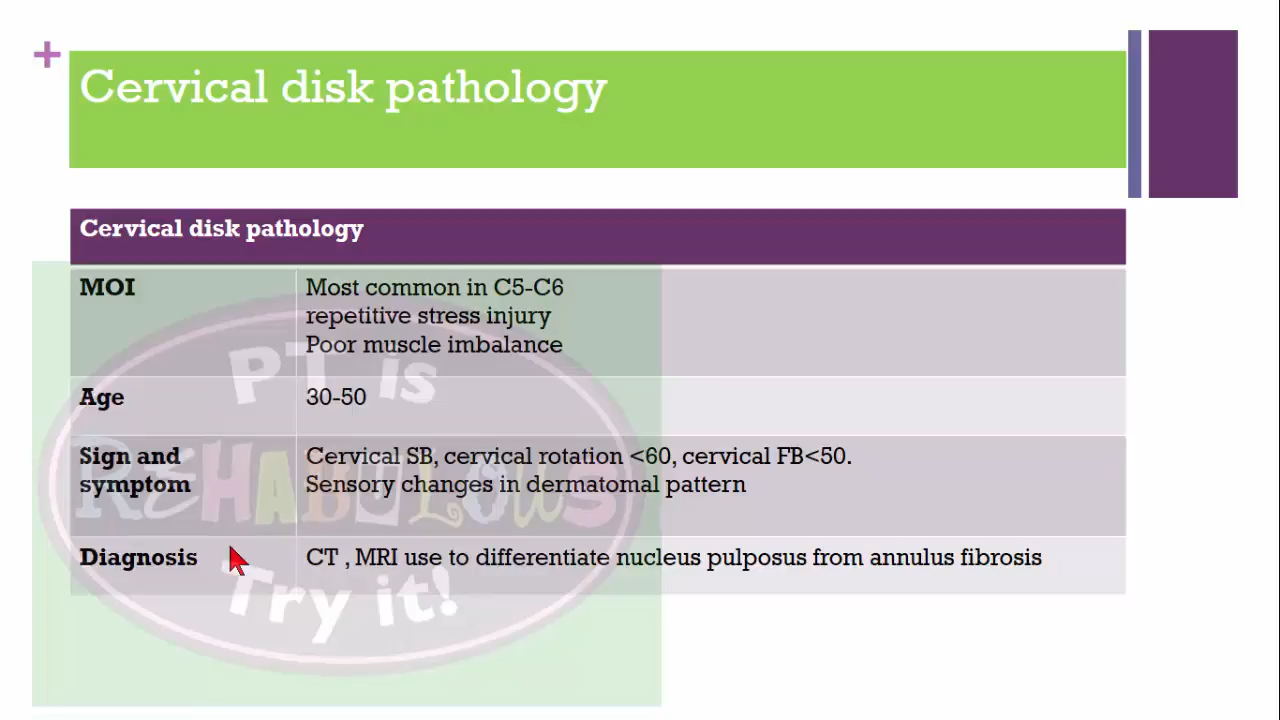 +
Cervical disk pathology
Cervical disk pathology
MOI
Most common in C5-C6
repetitive stress injury
Poor muscle imbalance
Age
30-50
Sign and
symptom
Cervical SB, cervical rotation <60, cervical FB<50.
Sensory changes in dermatomal pattern
Diagnosis
CT , MRI use to differentiate nucleus pulposus from annulus fibrosis
PT is
REHABULOUS
Try it!